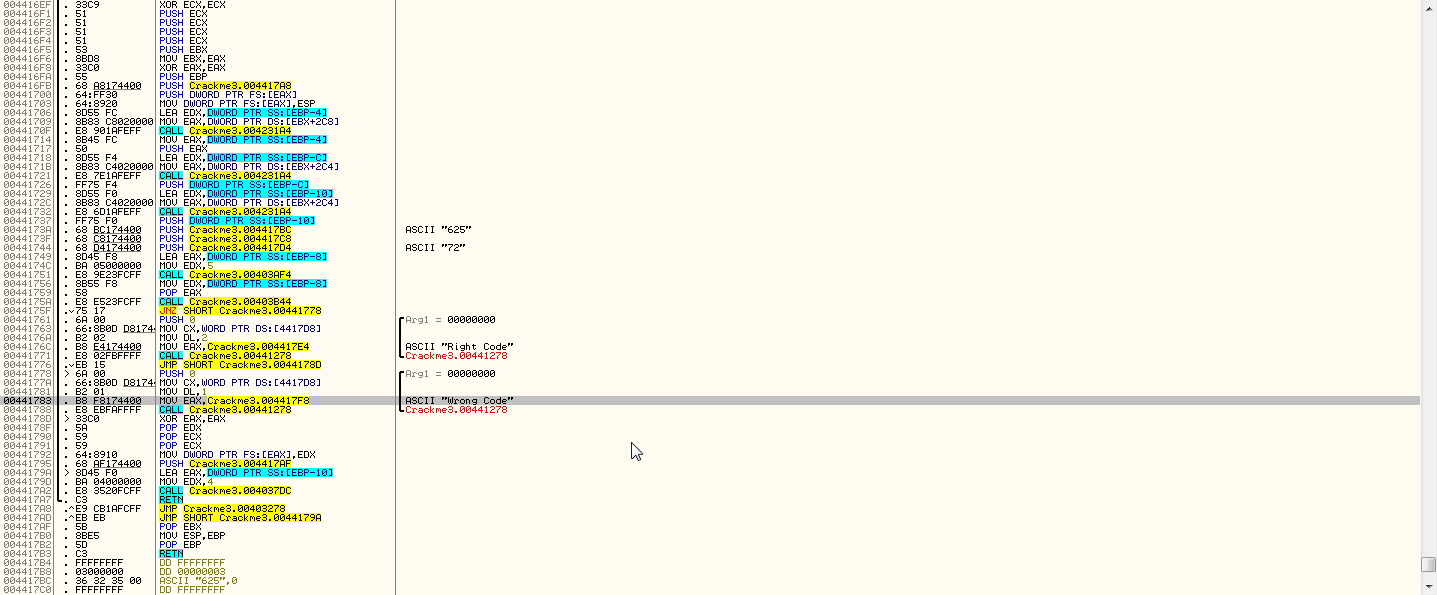 004416EF . 33C9 XOR ECX,ECX
004416F1 . 51 PUSH ECX
004416F2 . 51 PUSH ECX
004416F3 . 51 PUSH ECX
004416F4 . 51 PUSH ECX
004416F5 . 53 PUSH EBX
004416F6 . 8BD8 MOV EBX,EAX
004416F8 . 33C0 XOR EAX,EAX
004416FA . 55 PUSH EBP
004416FB . 68 A8174400 PUSH Crackme3.004417A8
00441700 . 64:FF30 PUSH DWORD PTR FS:[EAX]
00441703 . 64:8920 MOV DWORD PTR FS:[EAX],ESP
00441706 . 8D55 FC LEA EDX,DWORD PTR SS:[EBP-4]
00441709 . 8B83 C8020000 MOV EAX,DWORD PTR DS:[EBX+2C8]
0044170F . E8 901AFEFF CALL Crackme3.004231A4
00441714 . 8B45 FC MOV EAX,DWORD PTR SS:[EBP-4]
00441717 . 50 PUSH EAX
00441718 . 8D55 F4 LEA EDX,DWORD PTR SS:[EBP-C]
0044171B . 8B83 C4020000 MOV EAX,DWORD PTR DS:[EBX+2C4]
00441721 . E8 7E1AFEFF CALL Crackme3.004231A4
00441726 . FF75 F4 PUSH DWORD PTR SS:[EBP-C]
00441729 . 8D55 F0 LEA EDX,DWORD PTR SS:[EBP-10]
0044172C . 8B83 C4020000 MOV EAX,DWORD PTR DS:[EBX+2C4]
00441732 . E8 6D1AFEFF CALL Crackme3.004231A4
00441737 . FF75 F0 PUSH DWORD PTR SS:[EBP-10]
0044173A . 68 BC174400 PUSH Crackme3.004417BC ASCII "625"
0044173F . 68 C8174400 PUSH Crackme3.004417C8
00441744 . 68 D4174400 PUSH Crackme3.004417D4 ASCII "72"
00441749 . 8D45 F8 LEA EAX,DWORD PTR SS:[EBP-8]
0044174C . BA 05000000 MOV EDX,5
00441751 . E8 9E23FCFF CALL Crackme3.00403AF4
00441756 . 8B55 F8 MOV EDX,DWORD PTR SS:[EBP-8]
00441759 . 58 POP EAX
0044175A . E8 E523FCFF CALL Crackme3.00403B44
0044175F .v75 17 JNZ SHORT Crackme3.00441778
00441761 . 6A 00 PUSH 0 Arg1 = 00000000
00441763 . 66:8B0D D8174 MOV CX,WORD PTR DS:[4417D8]
0044176A . B2 02 MOV DL,2
0044176C . B8 E4174400 MOV EAX,Crackme3.004417E4 ASCII "Right Code"
00441771 . E8 02FBFFFF CALL Crackme3.00441278 Crackme3.00441278
00441776 .vEB 15 JMP SHORT Crackme3.0044178D
00441778 > 6A 00 PUSH 0 Arg1 = 00000000
0044177A . 66:8B0D D8174 MOV CX,WORD PTR DS:[4417D8]
00441781 . B2 01 MOV DL,1
00441783 . B8 F8174400 MOV EAX,Crackme3.004417F8 ASCII "Wrong Code"
00441788 . E8 EBFAFFFF CALL Crackme3.00441278 Crackme3.00441278
0044178D > 33C0 XOR EAX,EAX
0044178F . 5A POP EDX
00441790 . 59 POP ECX
00441791 . 59 POP ECX
00441792 . 64:8910 MOV DWORD PTR FS:[EAX],EDX
00441795 . 68 AF174400 PUSH Crackme3.004417AF
0044179A > 8D45 F0 LEA EAX,DWORD PTR SS:[EBP-10]
0044179D . BA 04000000 MOV EDX,4
004417A2 . E8 3520FCFF CALL Crackme3.004037DC
004417A7 . C3 RETN
004417A8 .^E9 CB1AFCFF JMP Crackme3.00403278
004417AD .^EB EB JMP SHORT Crackme3.0044179A
004417AF . 5B POP EBX
004417B0 . 8BE5 MOV ESP,EBP
004417B2 . 5D POP EBP
004417B3 . C3 RETN
004417B4 . FFFFFFFF DD FFFFFFFF
004417B8 . 03000000 DD 00000003
004417BC . 36 32 35 00 ASCII "625",0
004417C0 . FFFFFFFF DD FFFFFFFF